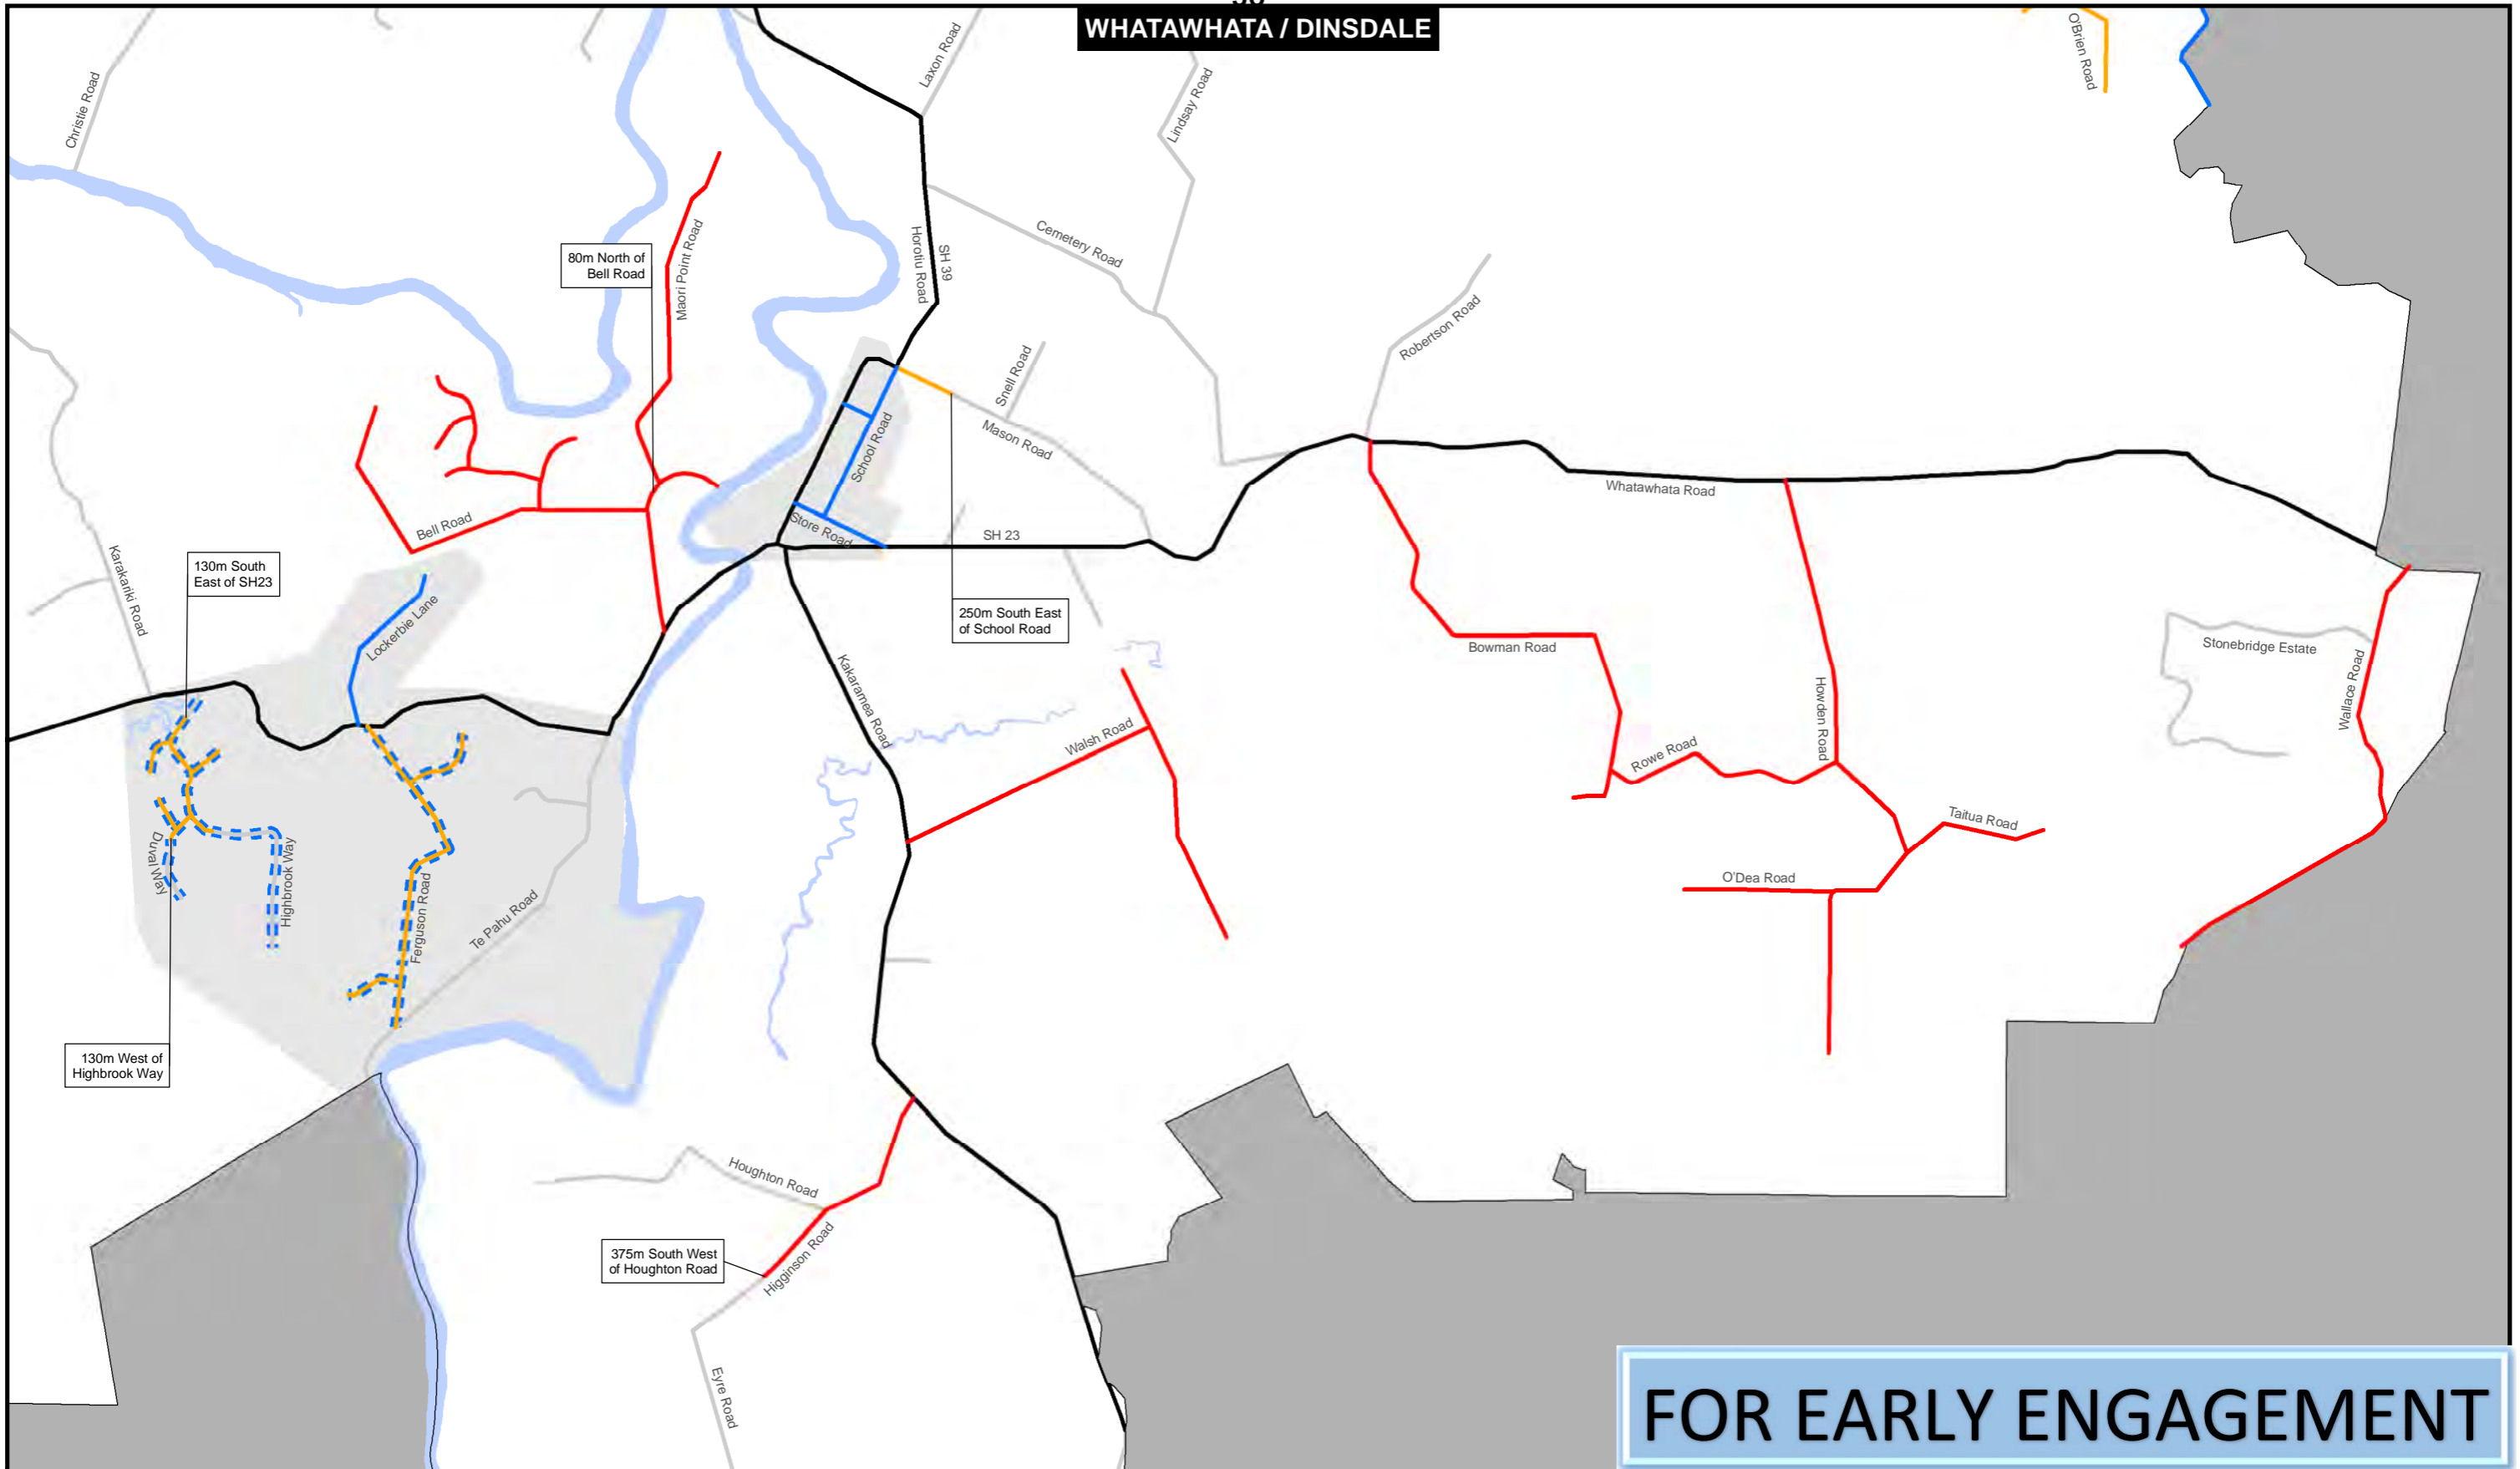 WHATAWHATA / DINSDALE
O'Brien Road
Laxon Road
Christie Road
Lindsay Road
Maori Point Road
Horotiu Road
SH 39
Cemetery Road
80m North of
Bell Road
Robertson Road
Snell Road
Mason Road
School Road
Store Road
Whatawhata Road
SH 23
Bell Road
Karakariki Road
130m South
East of SH23
Lockerbie Lane
250m South East
of School Road
Kakaramea Road
Bowman Road
Stonebridge Estate
Wallace Road
Howden Road
Walsh Road
Rowe Road
Taitua Road
Duval Way
Highbrook Way
Ferguson Road
Te Pahu Road
O'Dea Road
130m West of
Highbrook Way
Houghton Road
375m South West
of Houghton Road
Higginson Road
Eyre Road
FOR EARLY ENGAGEMENT